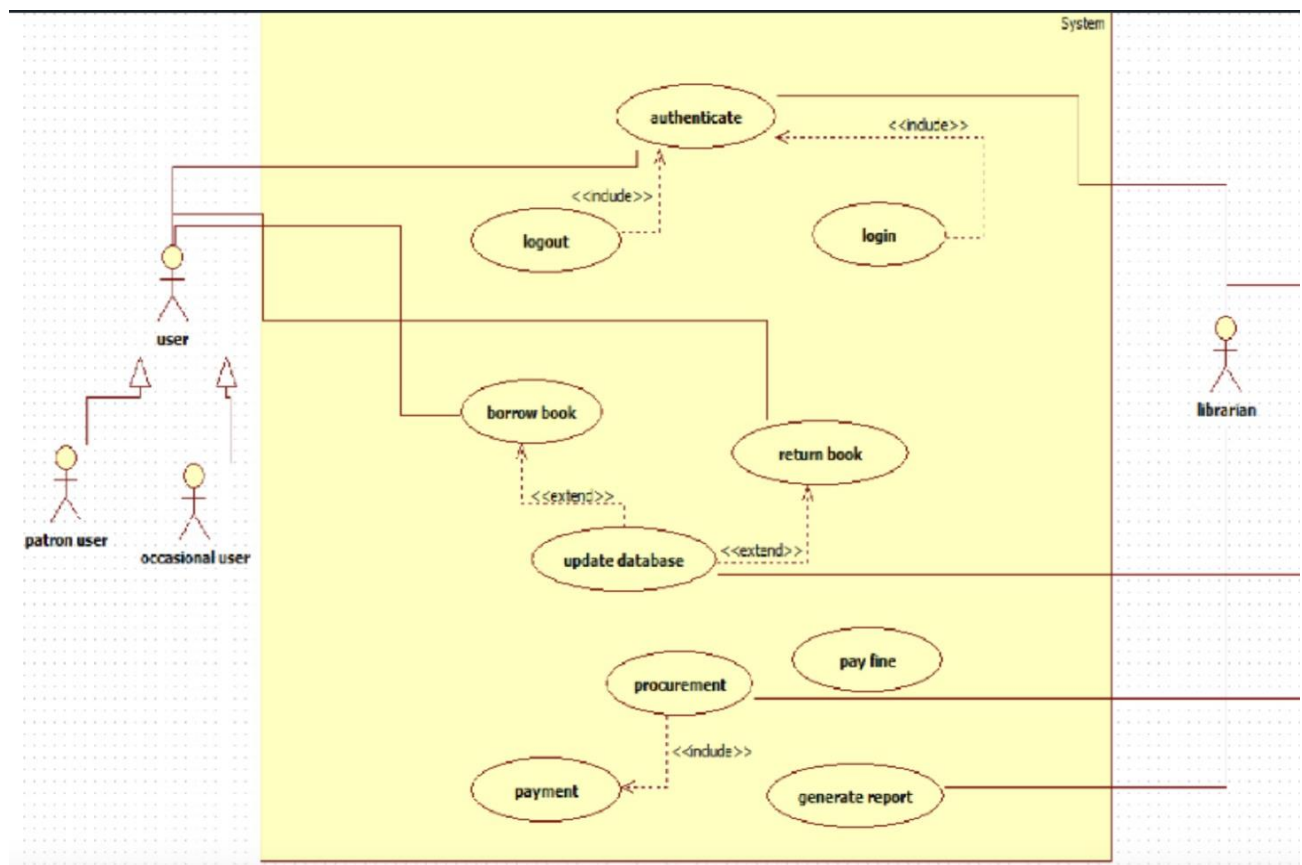 System
authenticate
<<include>>
<<include>>
logout
login
user
librarian
borrow book
return book
<<extend>>
patron user
occasional user
update database
<<extend>>
pay fine
procurement
<<include>>
payment
generate report